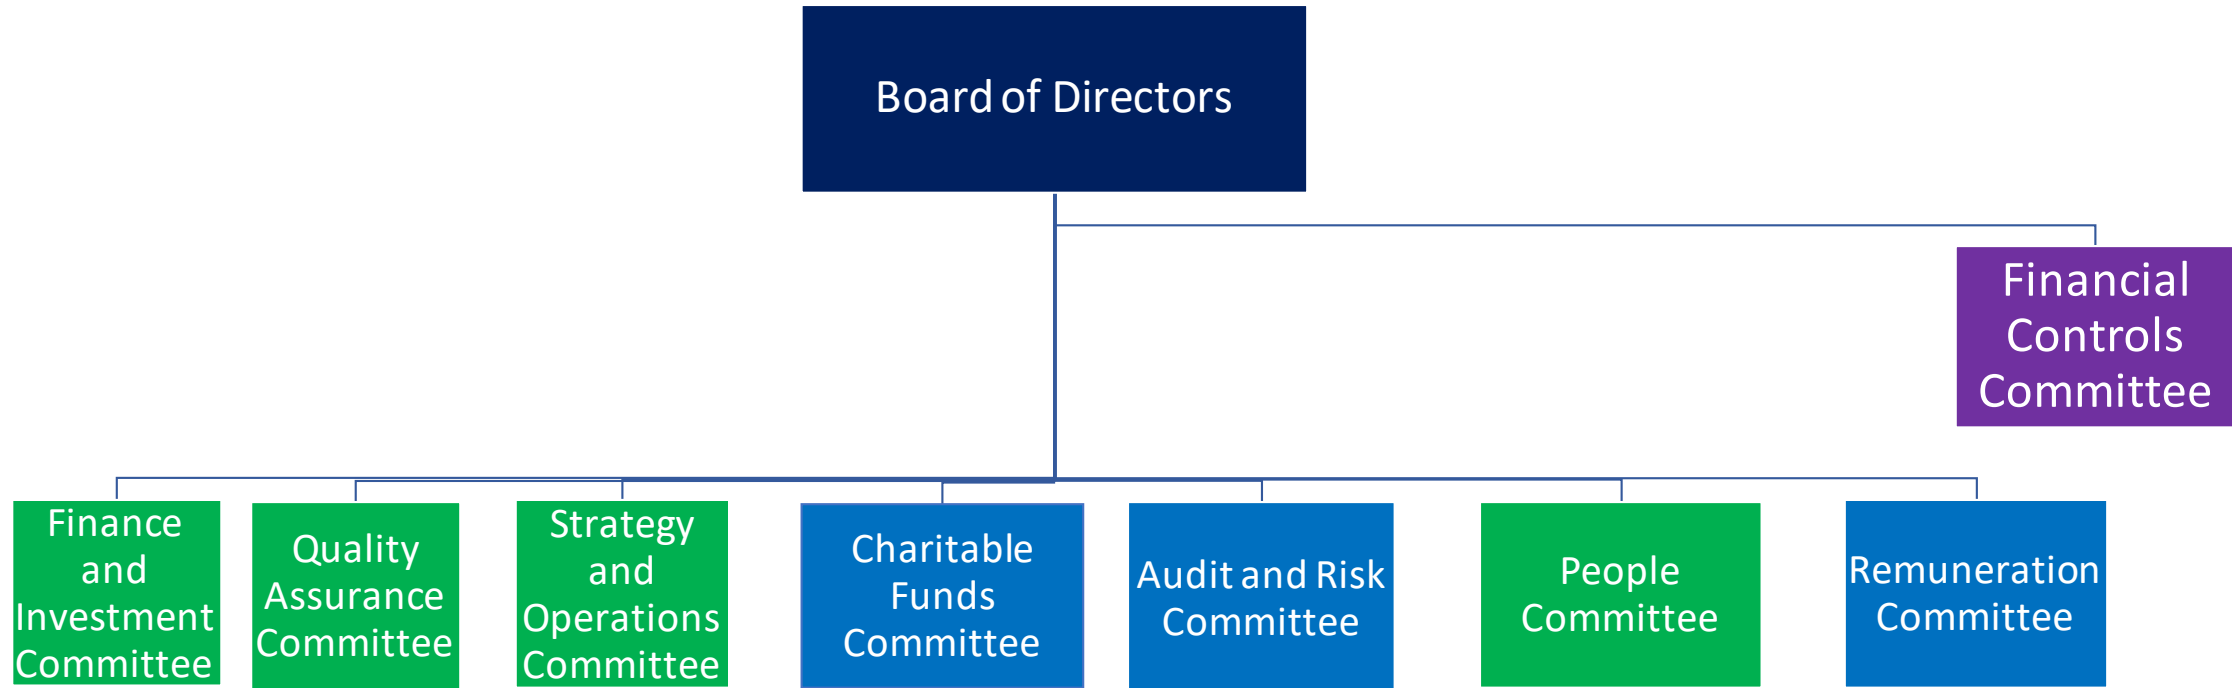 Board of Directors
Financial
Controls
Committee
Finance
and
Investment
Committee
Quality
Assurance
Committee
Strategy
and
Operations
Committee
Charitable
Funds
Committee
Audit and Risk
Committee
People
Committee
Remuneration
Committee